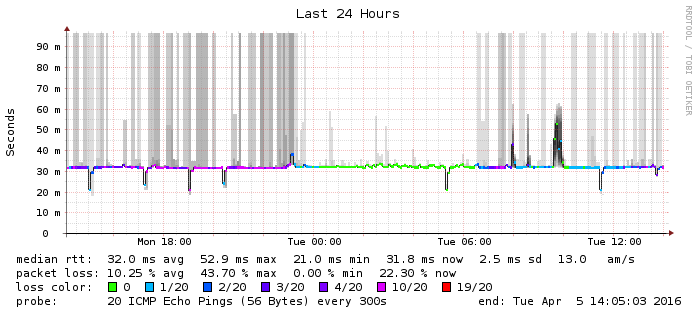 Last 24 Hours
RRDTOOL / TOBI OETIKER
Seconds
90 m
80 m
70 m
60 m
50 m
40 m
30 m
20 m
10 m
0
Mon 18:00 Tue 00:00 Tue 06:00 Tue 12:00
median rtt: 32.0 ms avg 52.9 ms max 21.0 ms min 31.8 ms now 2.5 ms sd 13.0 am/s
packet loss: 10.25 % avg 43.70 % max 0.00 % min 22.30 % now
loss color: 0 1/20 2/20 3/20 4/20 10/20 19/20
probe: 20 ICMP Echo Pings (56 Bytes) every 300s end: Tue Apr 5 14:05:03 2016